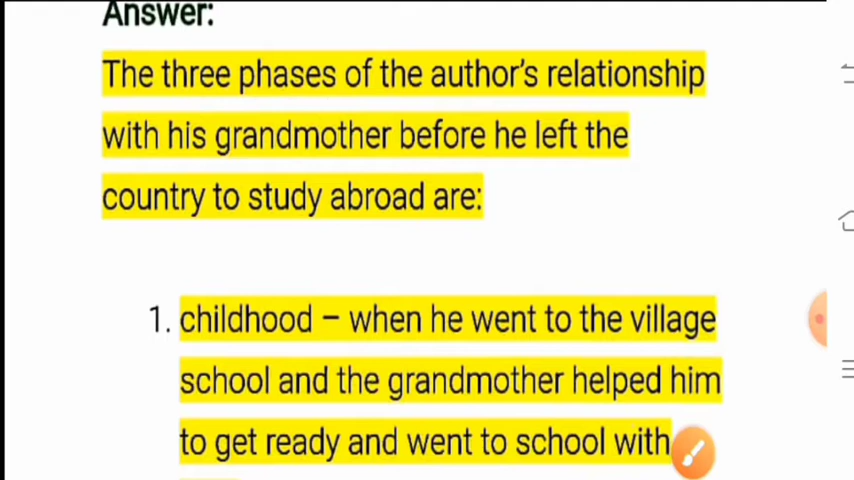 Answer:
The three phases of the author's relationship
with his grandmother before he left the
country to study abroad are:
1. childhood – when he went to the village
school and the grandmother helped him
to get ready and went to school with